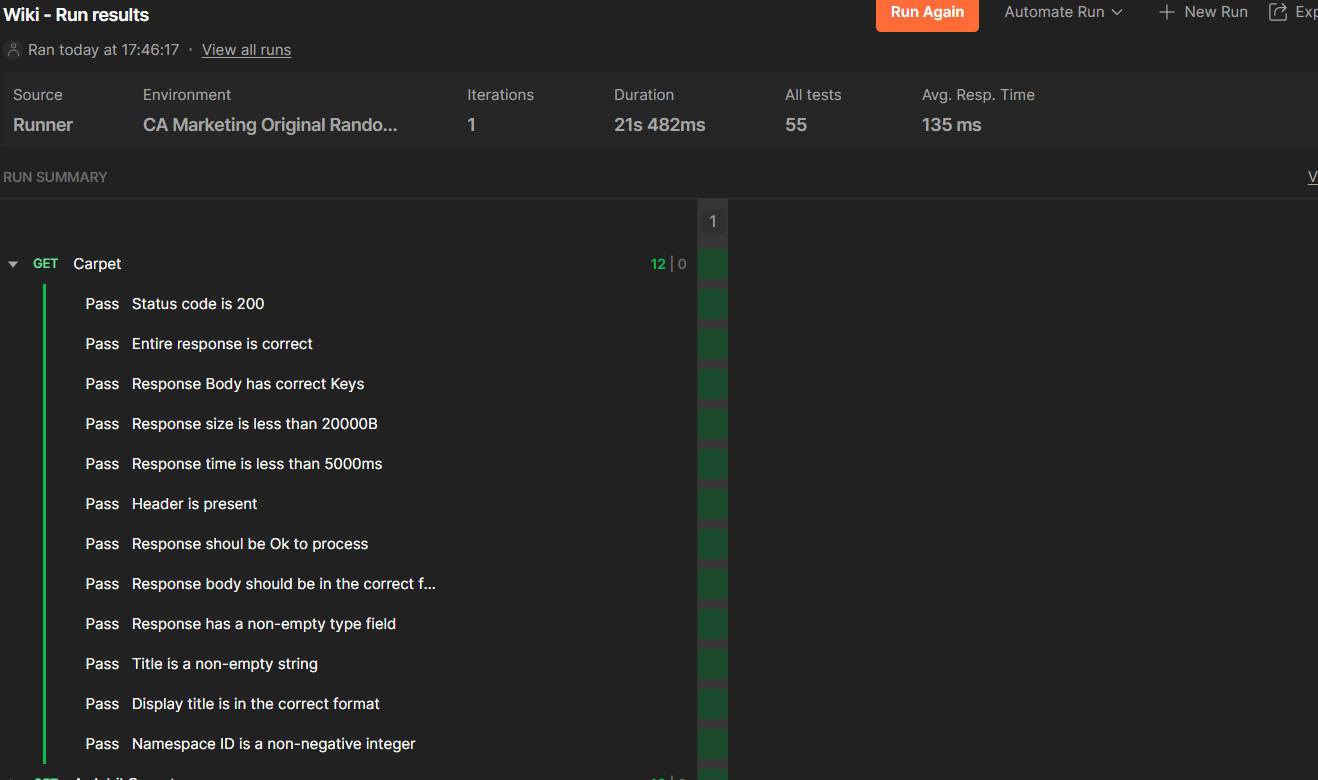 Wiki - Run results
Run Again
Automate Run
New Run
Exp
Ran today at 17:46:17 · View all runs
Source
Environment
Iterations
Duration
All tests
Avg. Resp. Time
Runner
CA Marketing Original Rando...
1
21s 482ms
55
135 ms
RUN SUMMARY
V
1
GET Carpet 12 | 0
Pass Status code is 200
Pass Entire response is correct
Pass Response Body has correct Keys
Pass Response size is less than 20000B
Pass Response time is less than 5000ms
Pass Header is present
Pass Response shoul be Ok to process
Pass Response body should be in the correct f...
Pass Response has a non-empty type field
Pass Title is a non-empty string
Pass Display title is in the correct format
Pass Namespace ID is a non-negative integer
GET